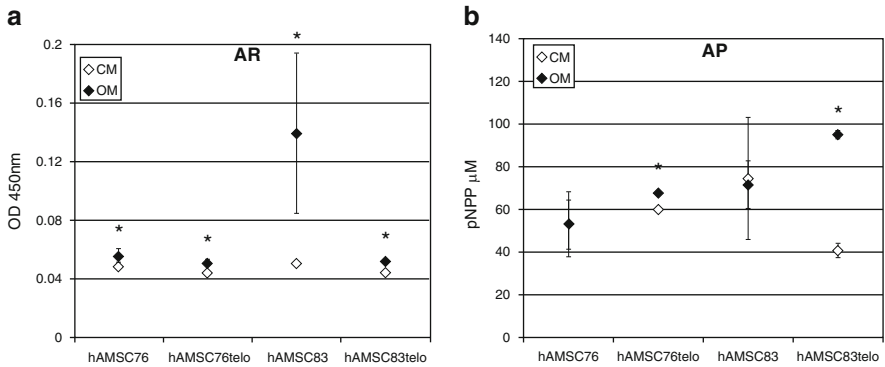 a
AR
CM
OM
OD 450nm
0.2
0.16
0.12
0.08
0.04
0
*
*
*
*
hAMSC76
hAMSC76telo
hAMSC83
hAMSC83telo
b
AP
CM
OM
pNPP µM
140
120
100
80
60
40
20
0
*
*
hAMSC76
hAMSC76telo
hAMSC83
hAMSC83telo